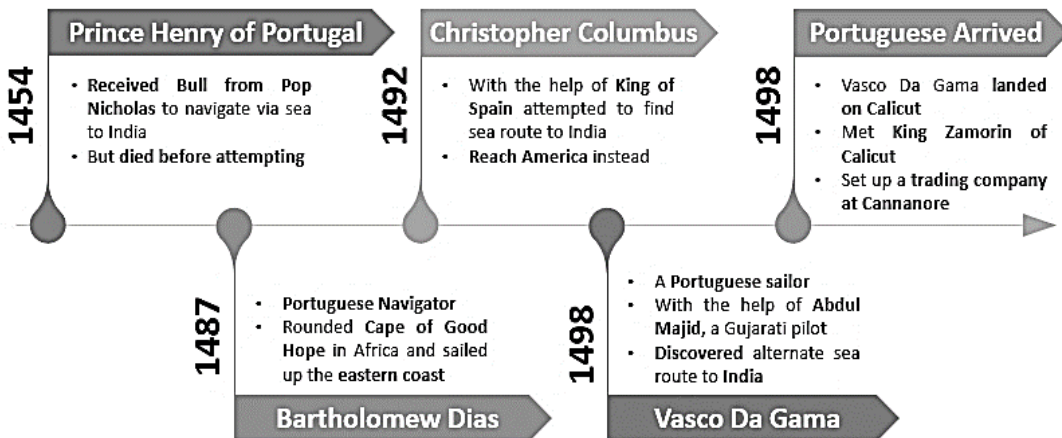 Prince Henry of Portugal
1454
• Received Bull from Pop
Nicholas to navigate via sea
to India
• But died before attempting
Christopher Columbus
1492
• With the help of King of
Spain attempted to find
sea route to India
• Reach America instead
Portuguese Arrived
1498
• Vasco Da Gama landed
on Calicut
• Met King Zamorin of
Calicut
• Set up a trading company
at Cannanore
1487
• Portuguese Navigator
• Rounded Cape of Good
Hope in Africa and sailed
up the eastern coast
Bartholomew Dias
1498
• A Portuguese sailor
• With the help of Abdul
Majid, a Gujarati pilot
• Discovered alternate sea
route to India
Vasco Da Gama